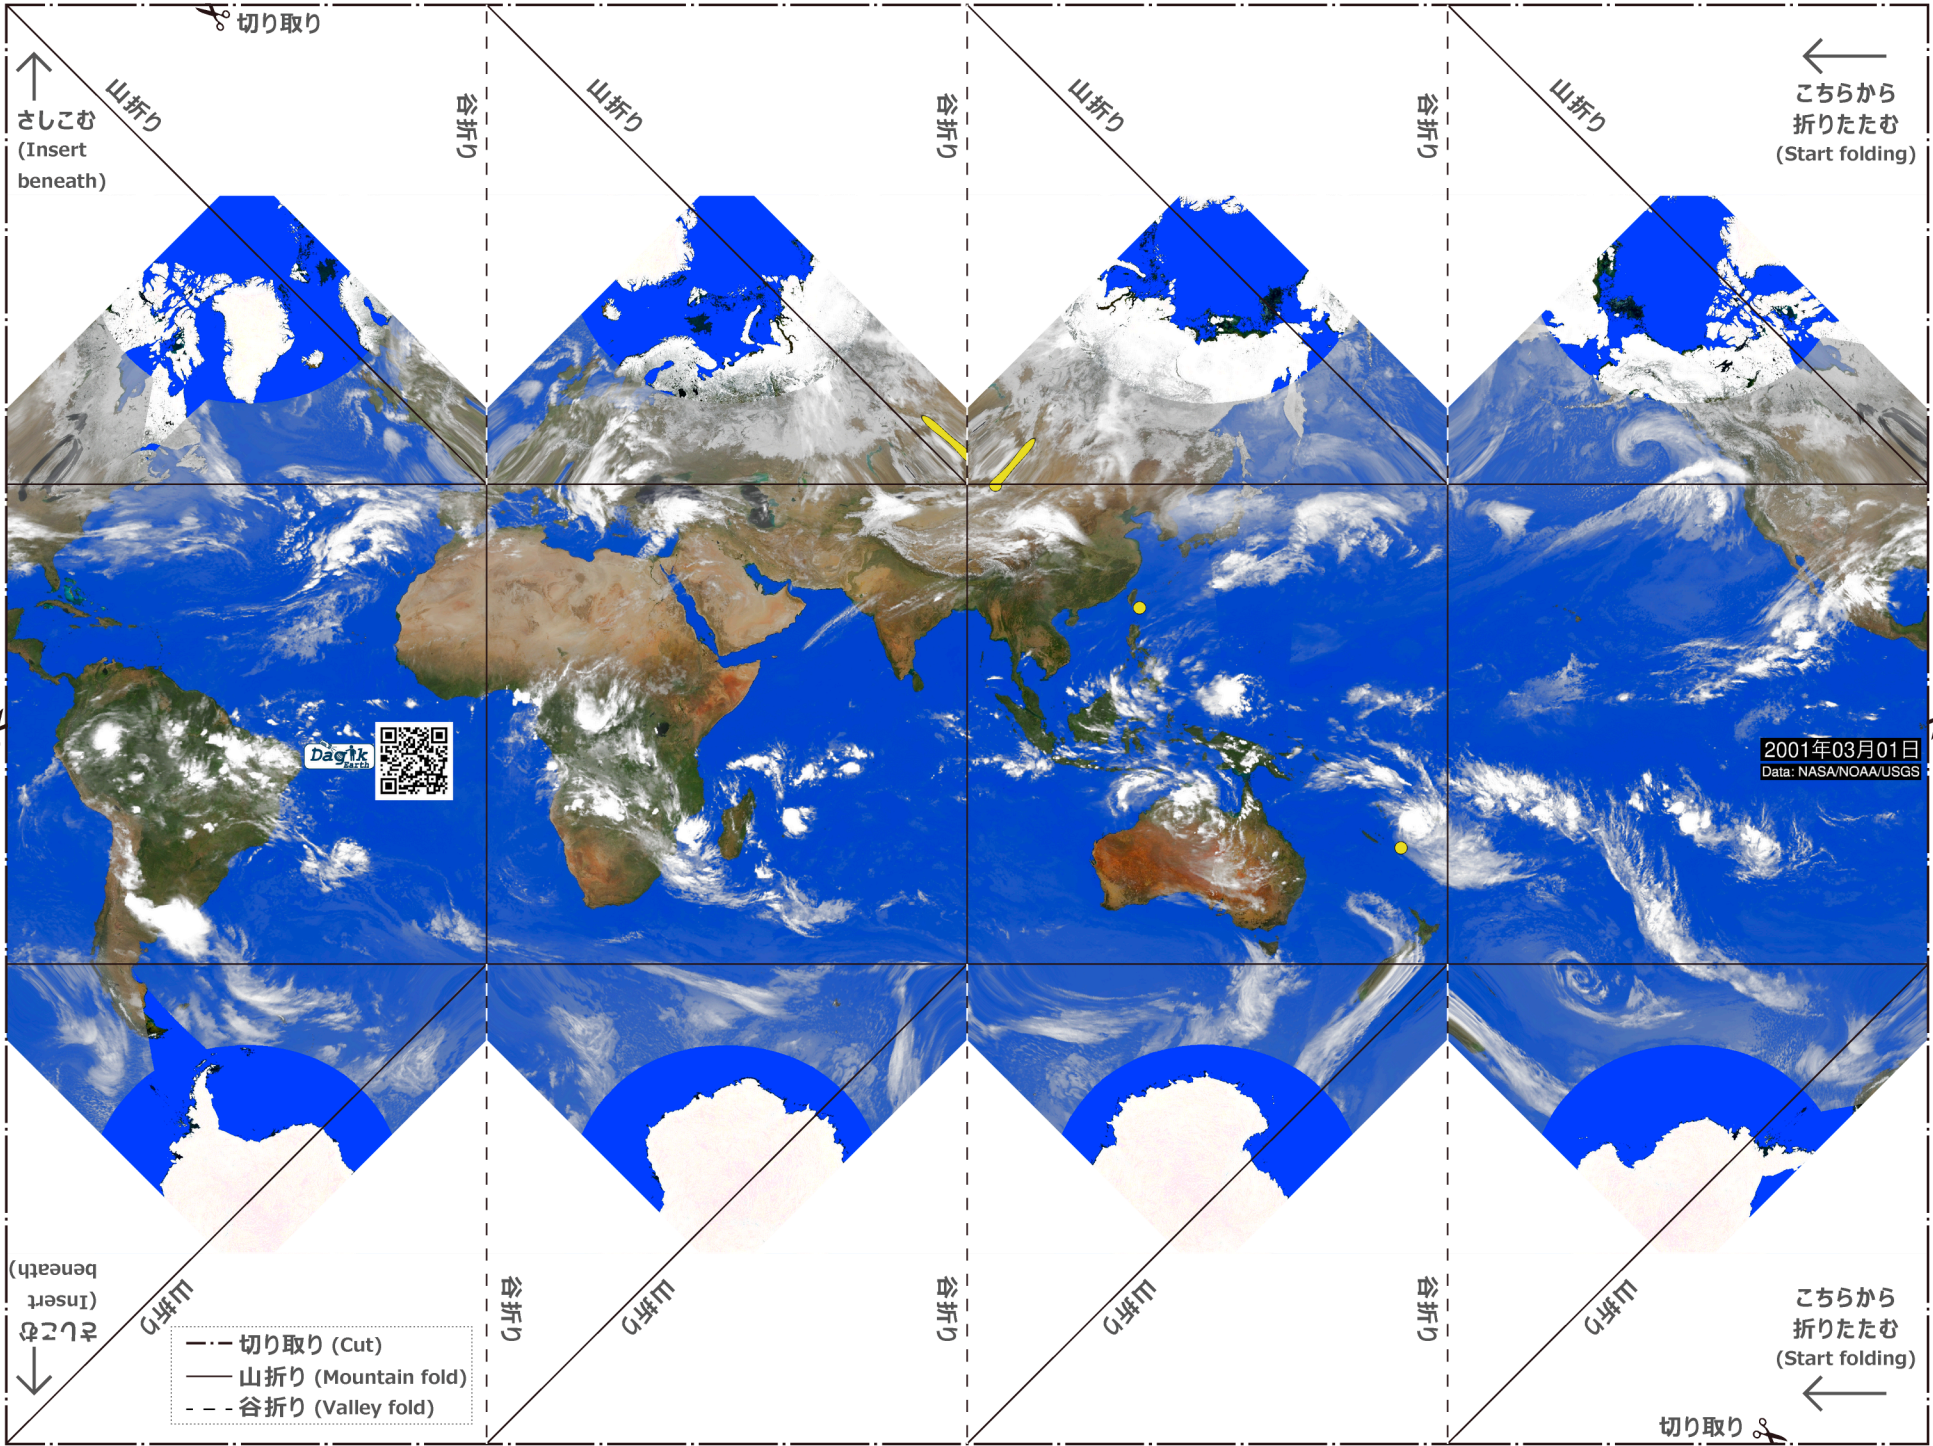 切り取り
山折り
谷折り
山折り
谷折り
山折り
谷折り
山折り
さしこむ
(Insert
beneath)
こちらから
折りたたむ
(Start folding)
Dagik
Earth
2001年03月01日
Data: NASA/NOAA/USGS
さしこむ
(Insert
beneath)
山折り
谷折り
山折り
谷折り
山折り
谷折り
山折り
こちらから
折りたたむ
(Start folding)
切り取り (Cut)
山折り (Mountain fold)
谷折り (Valley fold)
切り取り